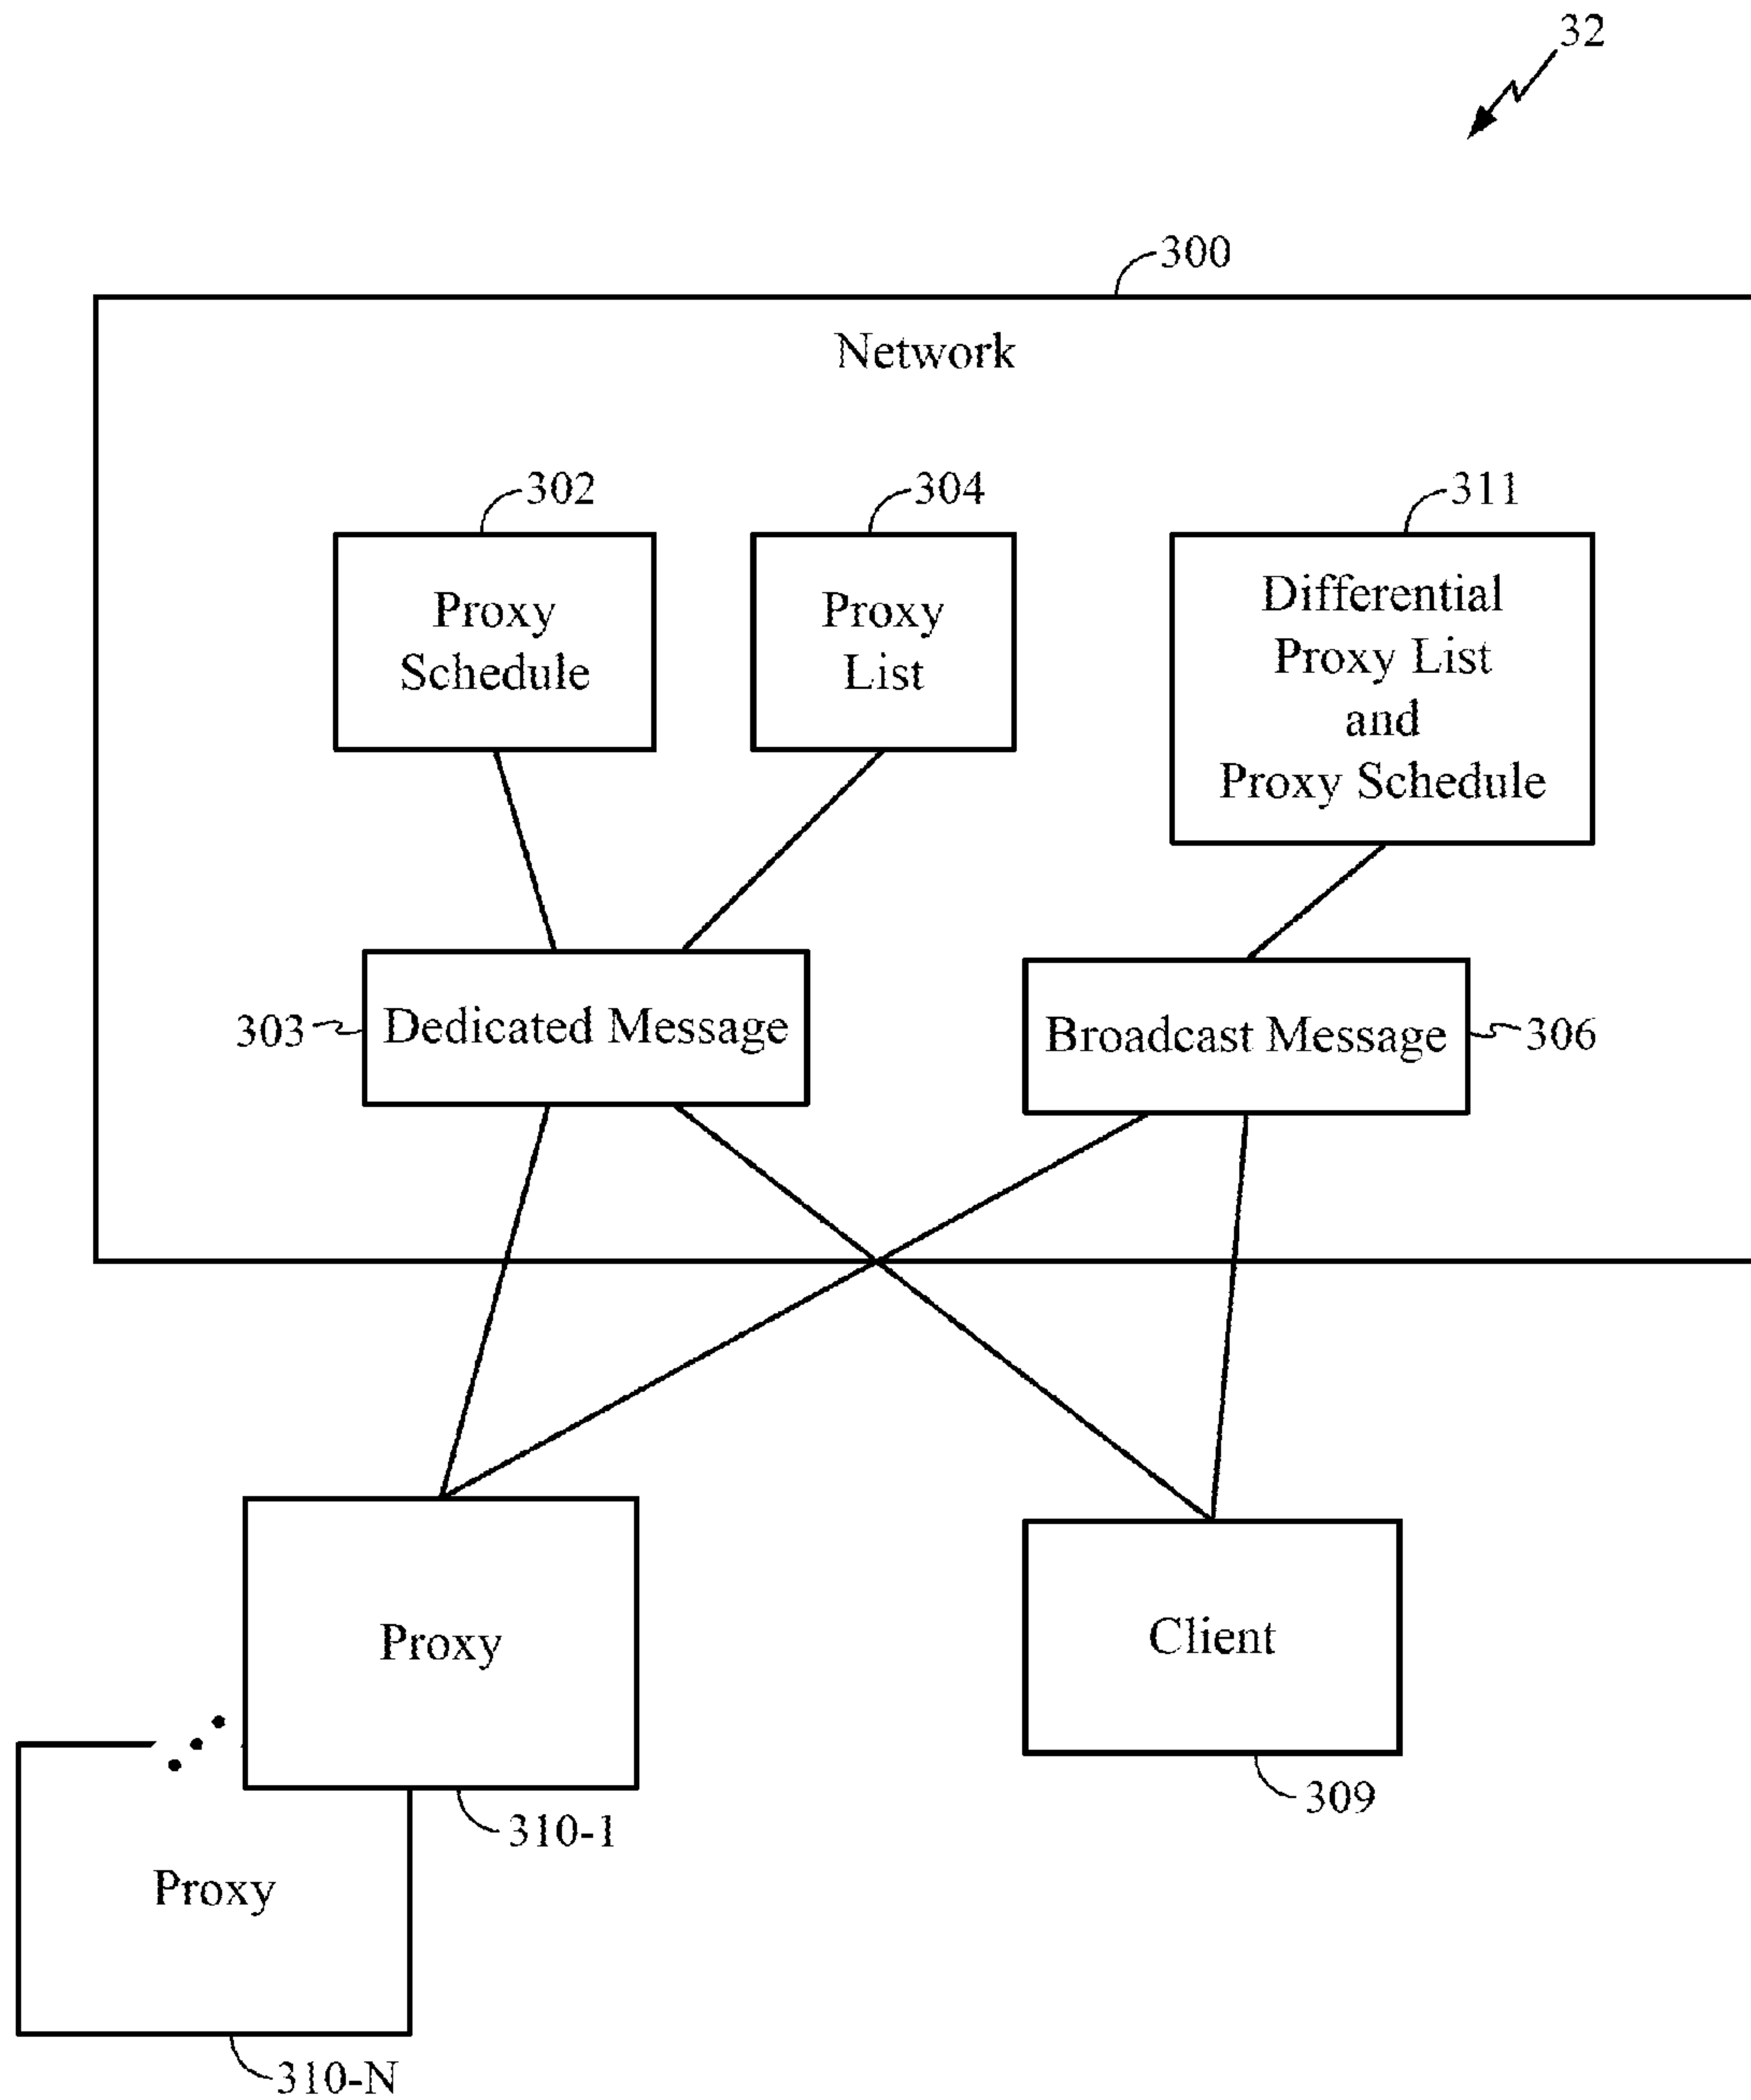 32
300
Network
302
304
311
Proxy
Schedule
Proxy
List
Differential
Proxy List
and
Proxy Schedule
303
Dedicated Message
Broadcast Message
306
Proxy
Client
309
310-1
Proxy
310-N